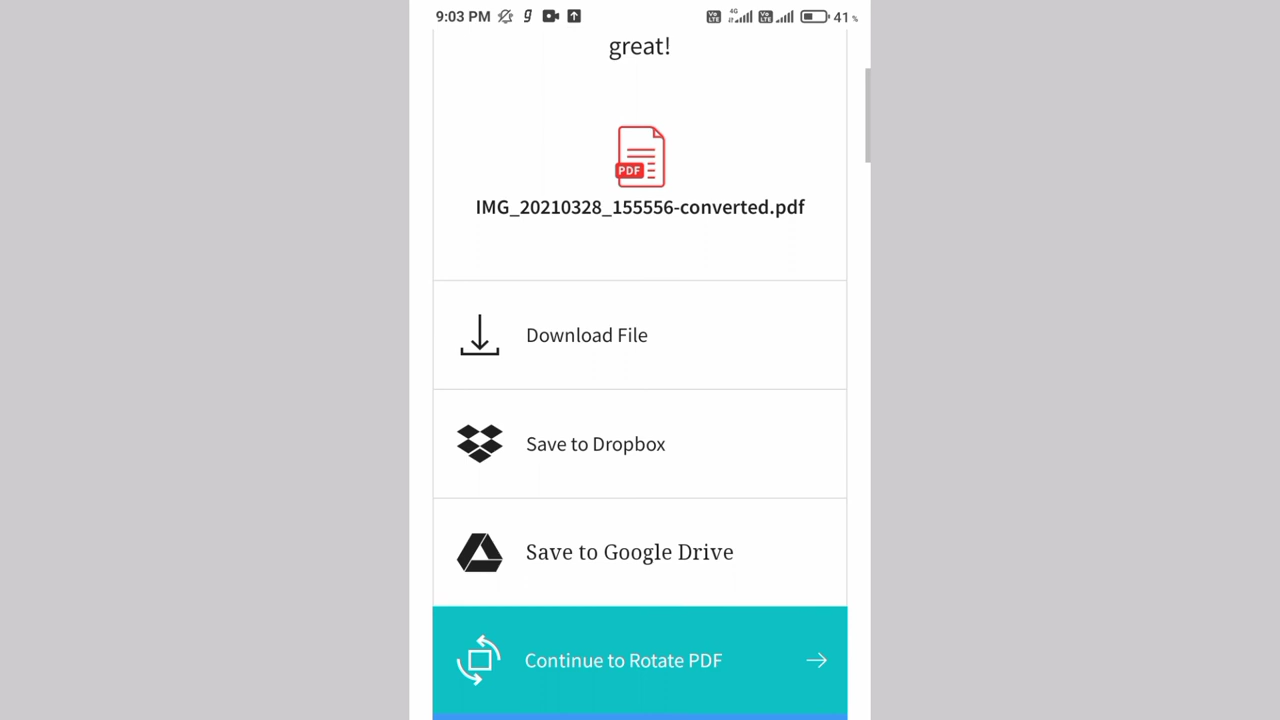 9:03 PM
4G
41 %
great!
PDF
IMG_20210328_155556-converted.pdf
Download File
Save to Dropbox
Save to Google Drive
Continue to Rotate PDF